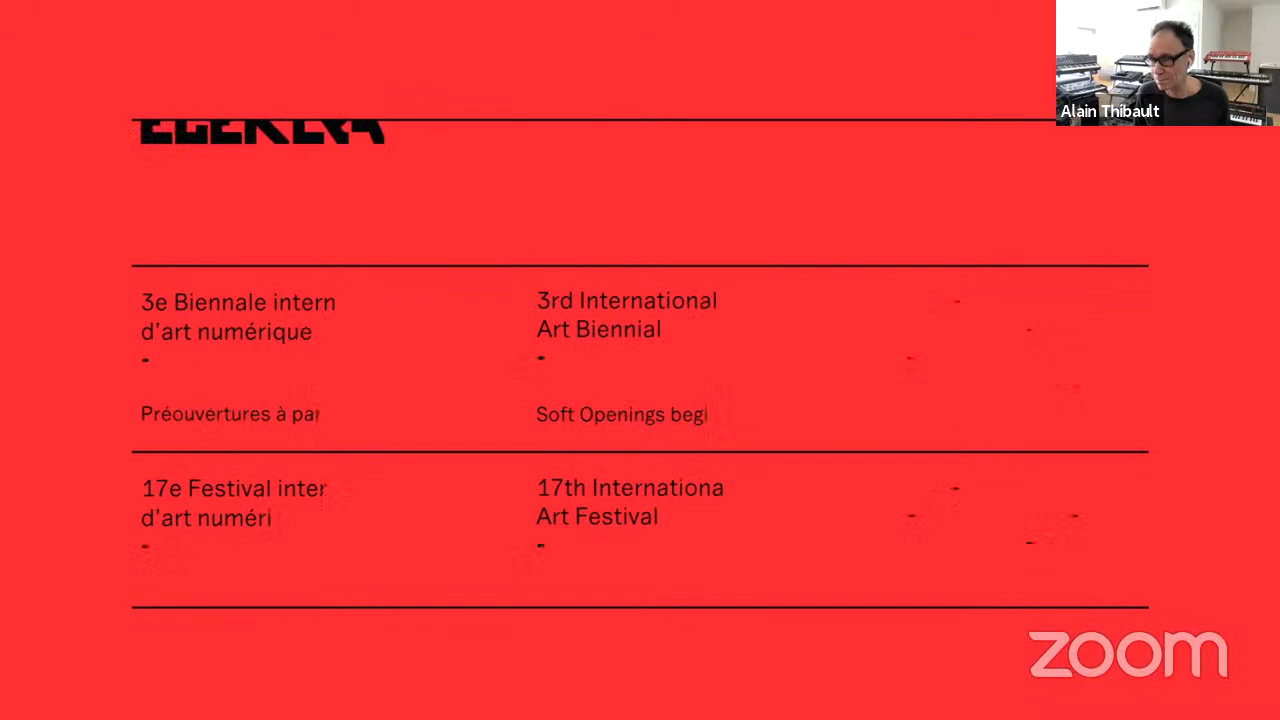 Alain Thibault
ELEKTRA
3e Biennale intern
d'art numérique
3rd International
Art Biennial
Préouvertures à par
Soft Openings begi
17e Festival inter
d'art numéri
17th Internationa
Art Festival
zoom